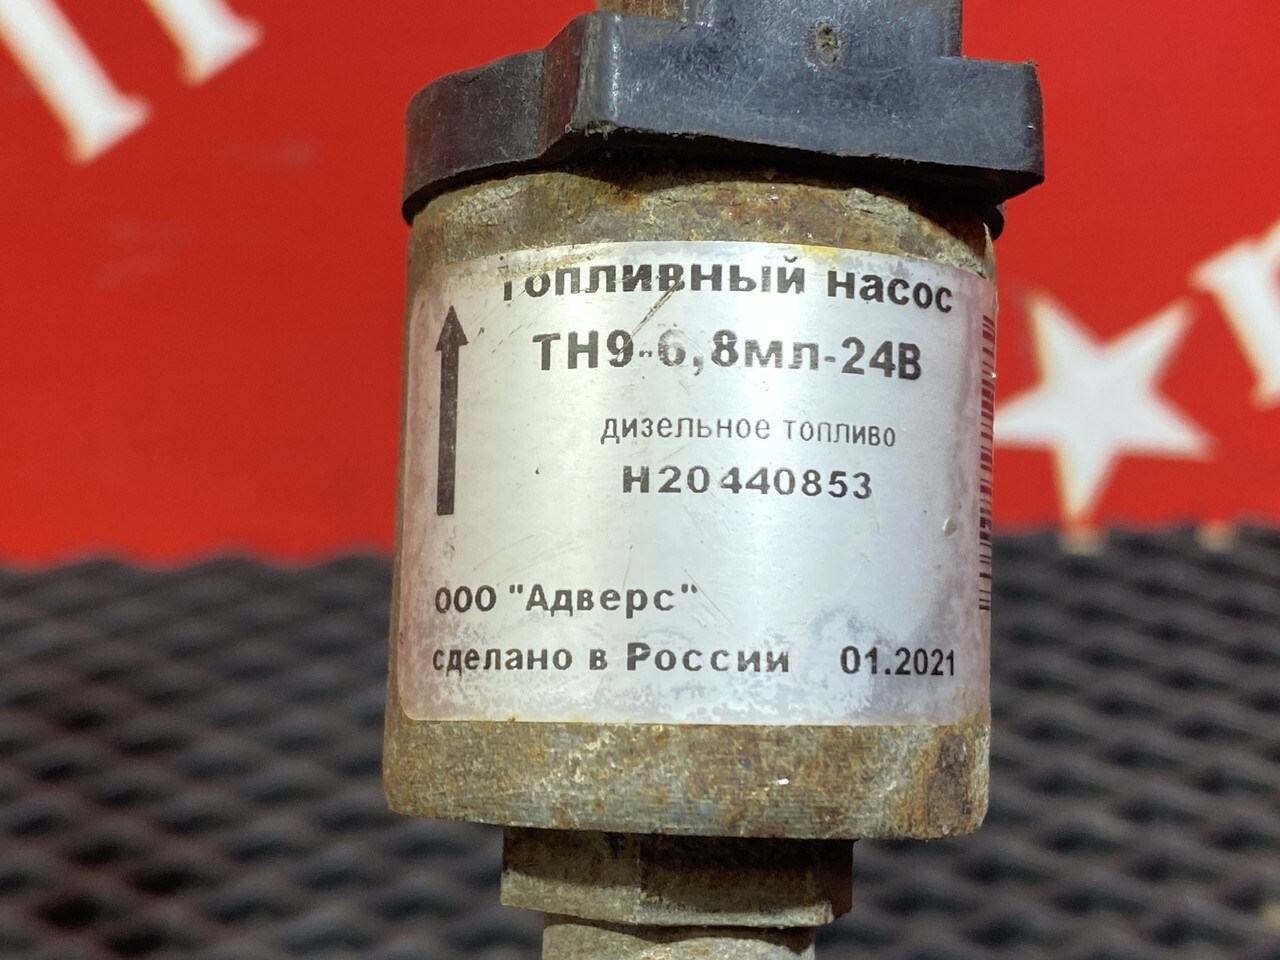 Топливный насос
ТН9-6,8мл-24В
дизельное топливо
Н20440853
ООО "Адверс"
сделано в России 01.2021